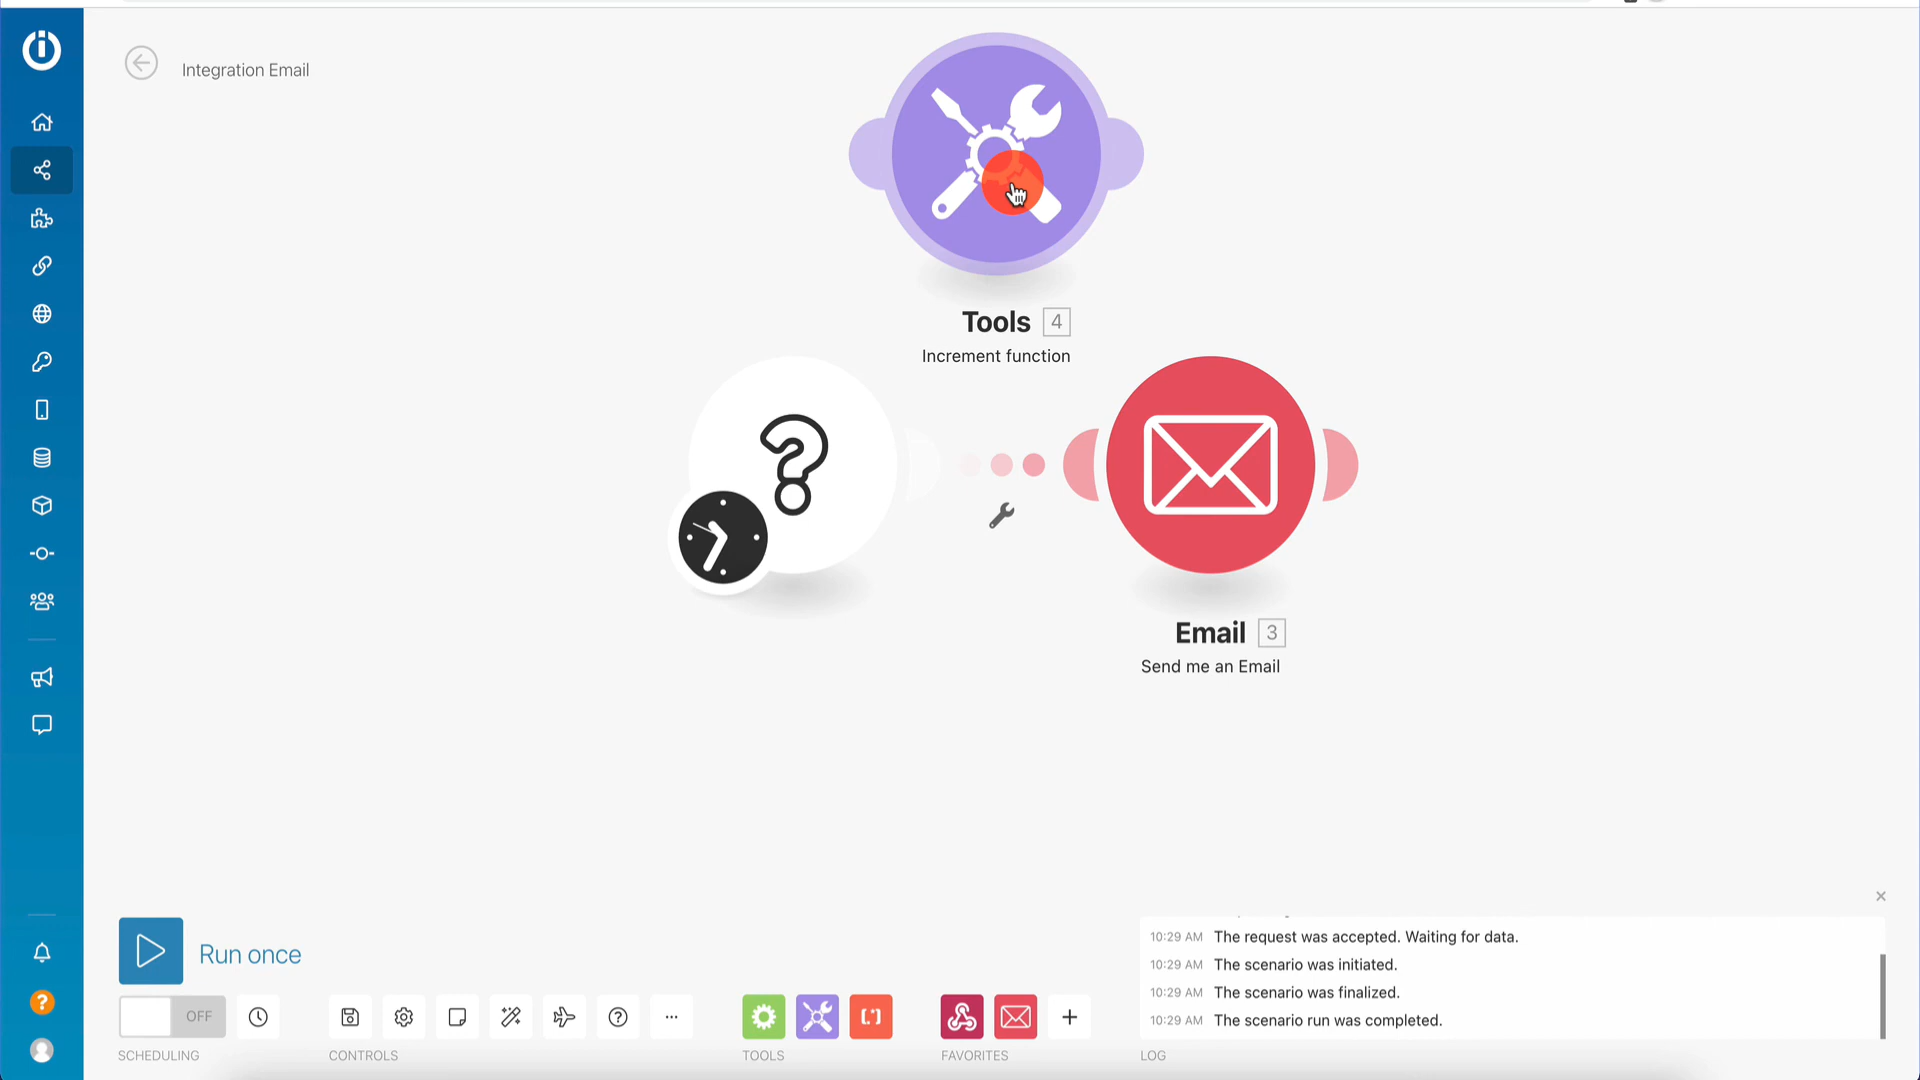 Integration Email
Tools 4
Increment function
Email 3
Send me an Email
Run once
10:29 AM The request was accepted. Waiting for data.
10:29 AM The scenario was initiated.
10:29 AM The scenario was finalized.
10:29 AM The scenario run was completed.
OFF
SCHEDULING
CONTROLS
TOOLS
FAVORITES
LOG